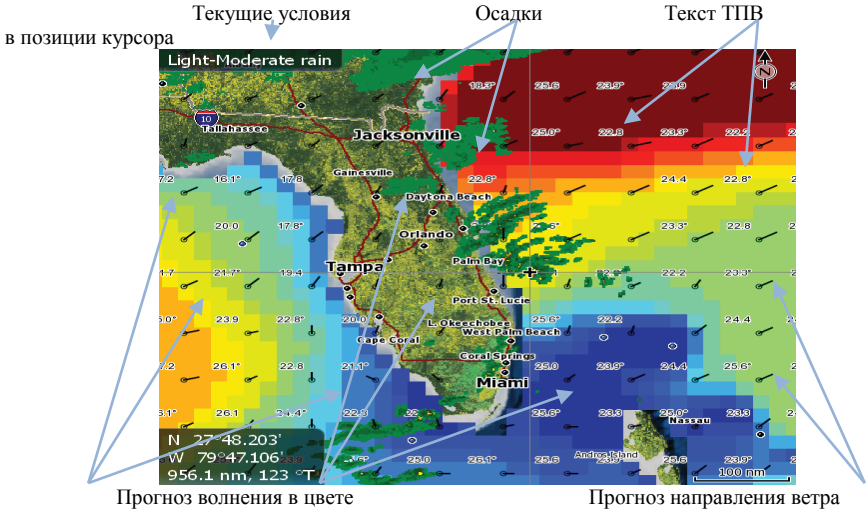 Текущие условия Осадки Текст ТПВ
в позиции курсора
Light-Moderate rain
N
18.3° 25.6 23.9° 23.9
10
Tallahassee
Jacksonville
25.0° 22.8 23.3° 22.2
Gainesville
17.2 16.1° 17.8 22.8° 24.4 22.8°
Daytona Beach
20.0 17.8° 25.6° 23.3° 22.8
Orlando
Palm Bay
Tampa
21.7° 19.4 22.2 23.3°
Port St. Lucie
23.9 22.8° 20.0 25.6° 22.2 24.4
L. Okeechobee
West Palm Beach
Cape Coral
Coral Springs
26.1° 22.8 21.1° 25.0 23.9° 24.4 25.6°
Miami
26.1 24.4° 22.8 25.6° 23.3 25.0° 23.3
Nassau
N 27°48.203'
W 79°47.106'
956.1 nm, 123 °T
25.0 26.1° 25.6 23.9° 25.6 23.9°
Andros Island
100 nm
Прогноз волнения в цвете Прогноз направления ветра